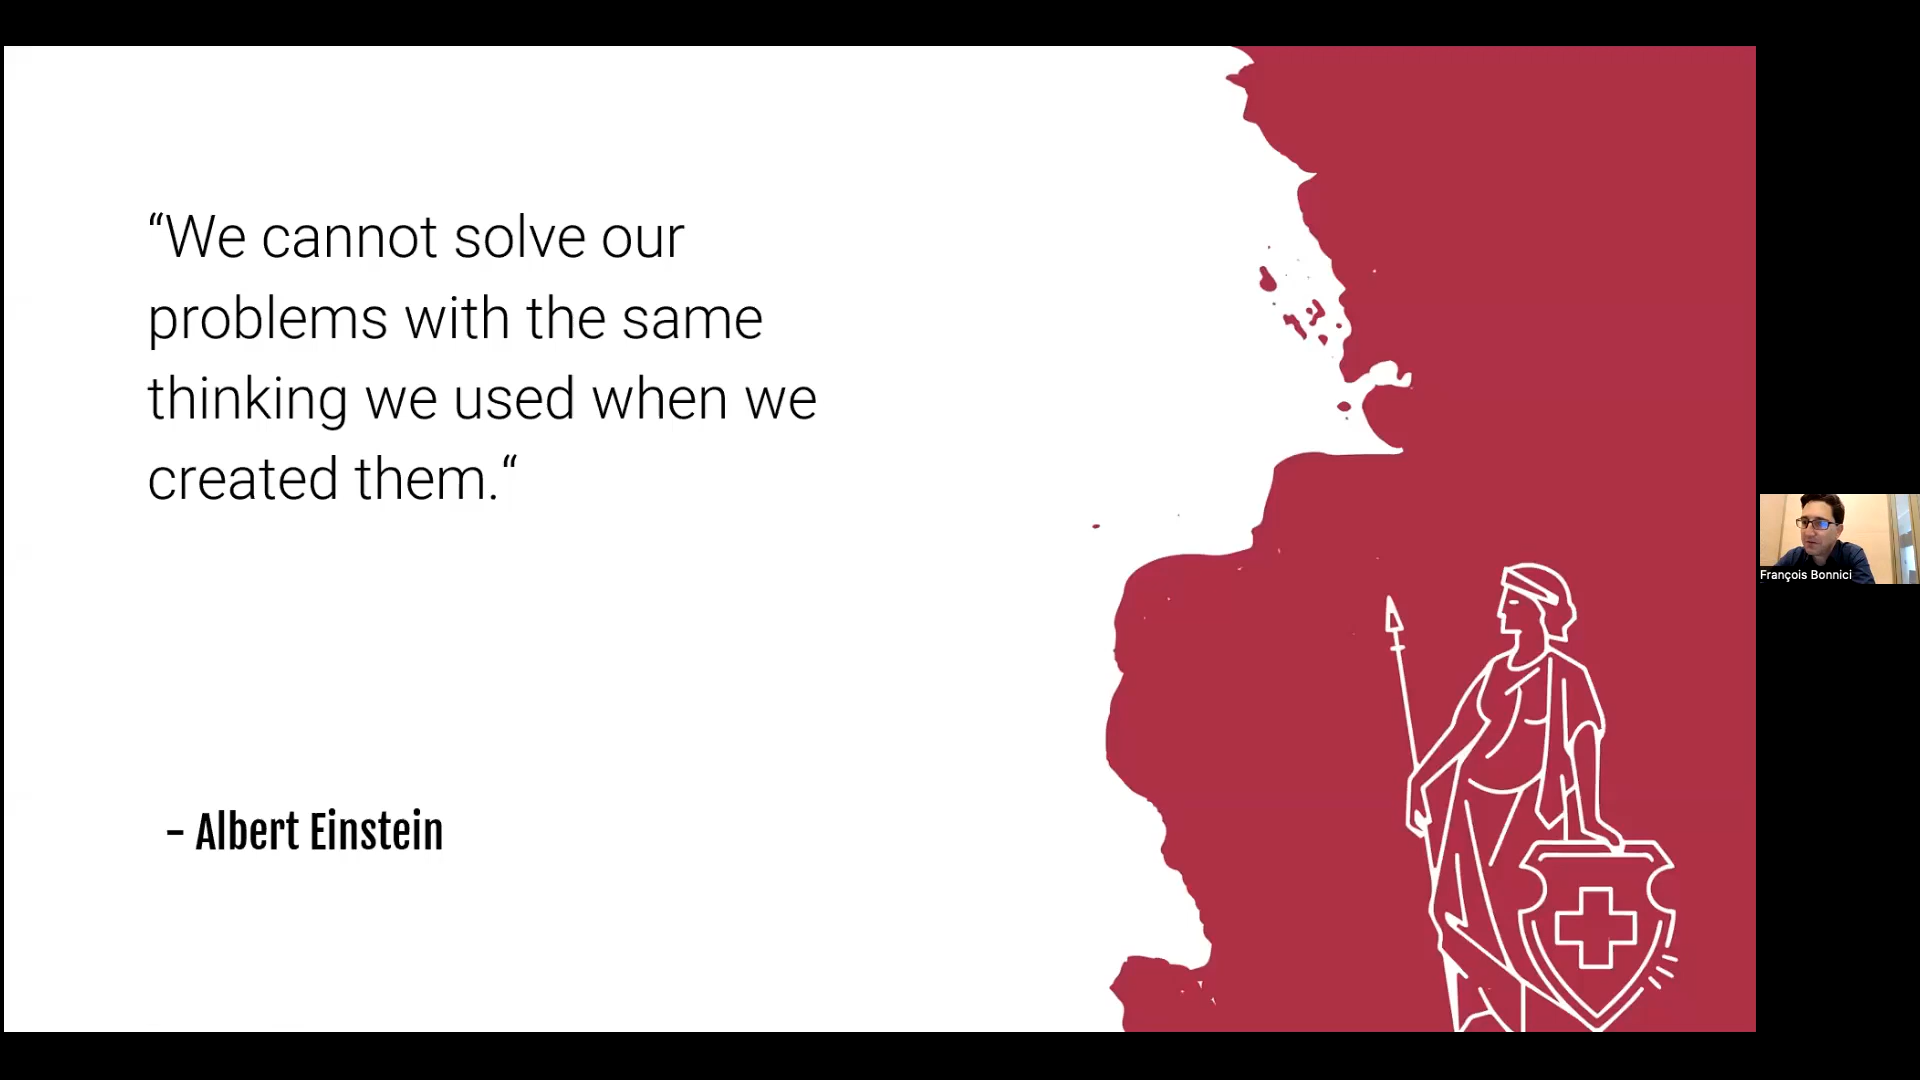 “We cannot solve our
problems with the same
thinking we used when we
created them.“
– Albert Einstein
François Bonnici